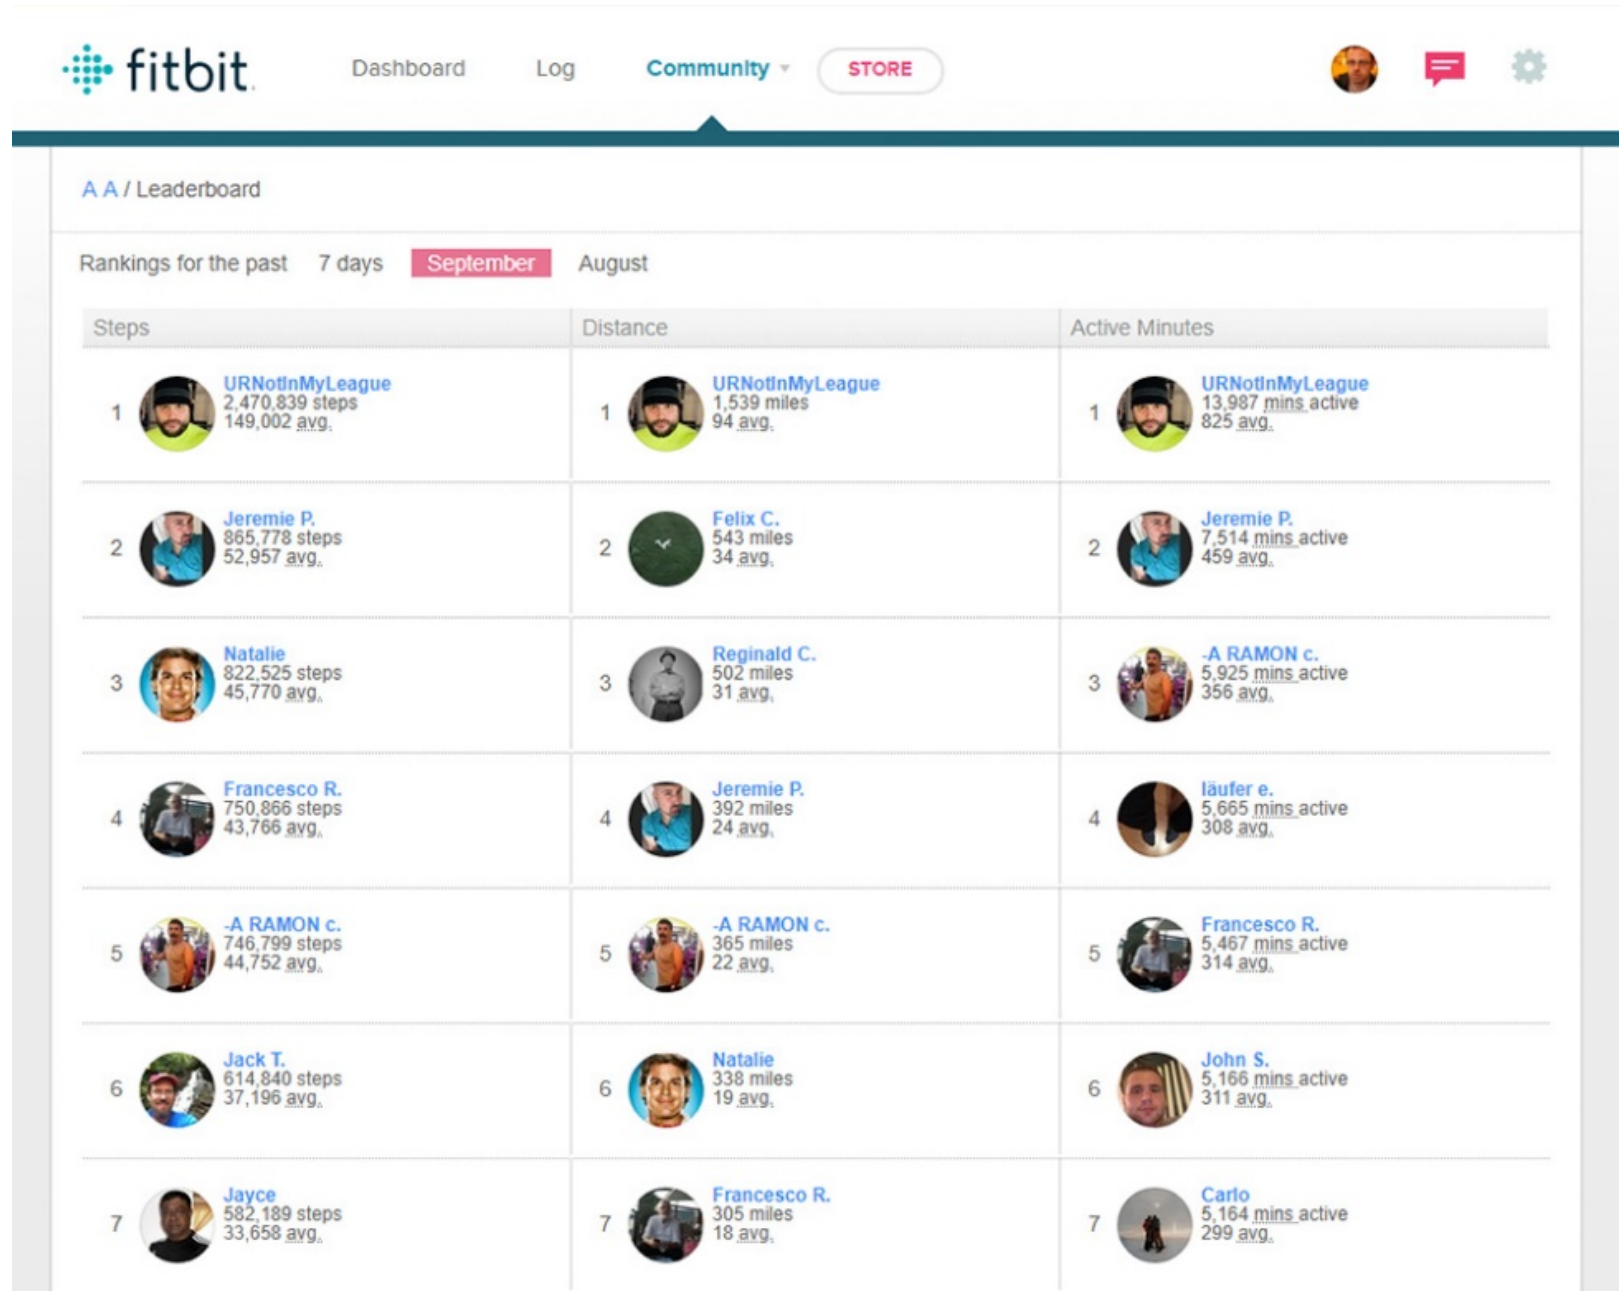 fitbit
Dashboard Log Community STORE
A A / Leaderboard
Rankings for the past 7 days September August
Steps Distance Active Minutes
1 URNotInMyLeague
2,470,839 steps
149,002 avg.
1 URNotInMyLeague
1,539 miles
94 avg.
1 URNotInMyLeague
13,987 mins active
825 avg.
2 Jeremie P.
865,778 steps
52,957 avg.
2 Felix C.
543 miles
34 avg.
2 Jeremie P.
7,514 mins active
459 avg.
3 Natalie
822,525 steps
45,770 avg.
3 Reginald C.
502 miles
31 avg.
3 -A RAMON c.
5,925 mins active
356 avg.
4 Francesco R.
750,866 steps
43,766 avg.
4 Jeremie P.
392 miles
24 avg.
4 läufer e.
5,665 mins active
308 avg.
5 -A RAMON c.
746,799 steps
44,752 avg.
5 -A RAMON c.
365 miles
22 avg.
5 Francesco R.
5,467 mins active
314 avg.
6 Jack T.
614,840 steps
37,196 avg.
6 Natalie
338 miles
19 avg.
6 John S.
5,166 mins active
311 avg.
7 Jayce
582,189 steps
33,658 avg.
7 Francesco R.
305 miles
18 avg.
7 Carlo
5,164 mins active
299 avg.